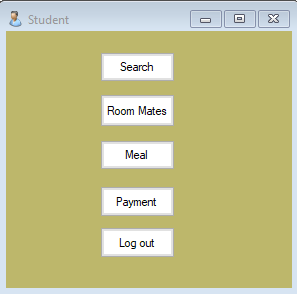 Student
Search
Room Mates
Meal
Payment
Log out